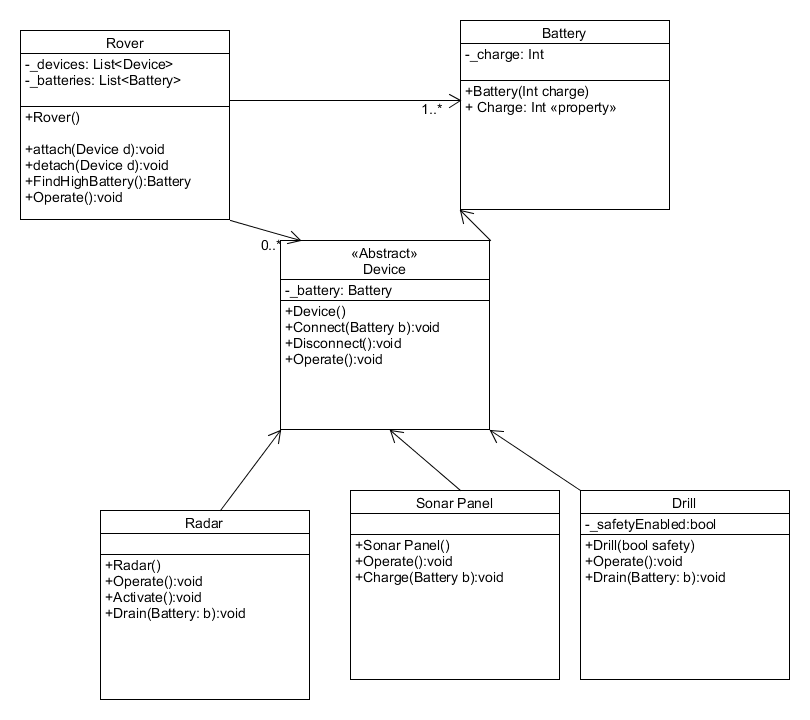 Rover
-_devices: List<Device>
-_batteries: List<Battery>
+Rover()
+attach(Device d):void
+detach(Device d):void
+FindHighBattery():Battery
+Operate():void
Battery
-_charge: Int
+Battery(Int charge)
+ Charge: Int «property»
1..*
0..*
«Abstract»
Device
-_battery: Battery
+Device()
+Connect(Battery b):void
+Disconnect():void
+Operate():void
Radar
+Radar()
+Operate():void
+Activate():void
+Drain(Battery: b):void
Sonar Panel
+Sonar Panel()
+Operate():void
+Charge(Battery b):void
Drill
-_safetyEnabled:bool
+Drill(bool safety)
+Operate():void
+Drain(Battery: b):void